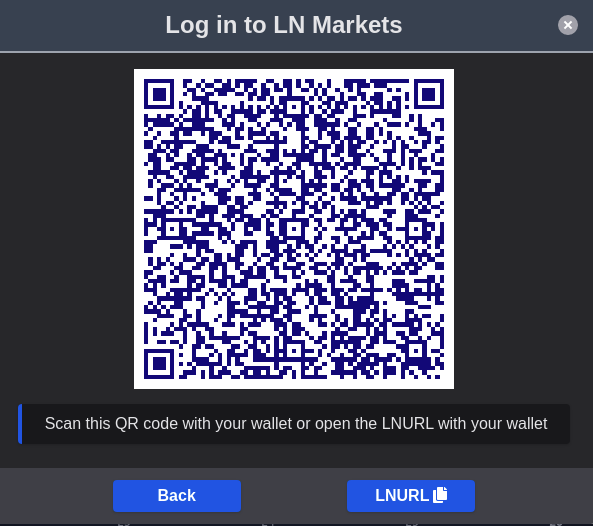 Log in to LN Markets
Scan this QR code with your wallet or open the LNURL with your wallet
Back
LNURL